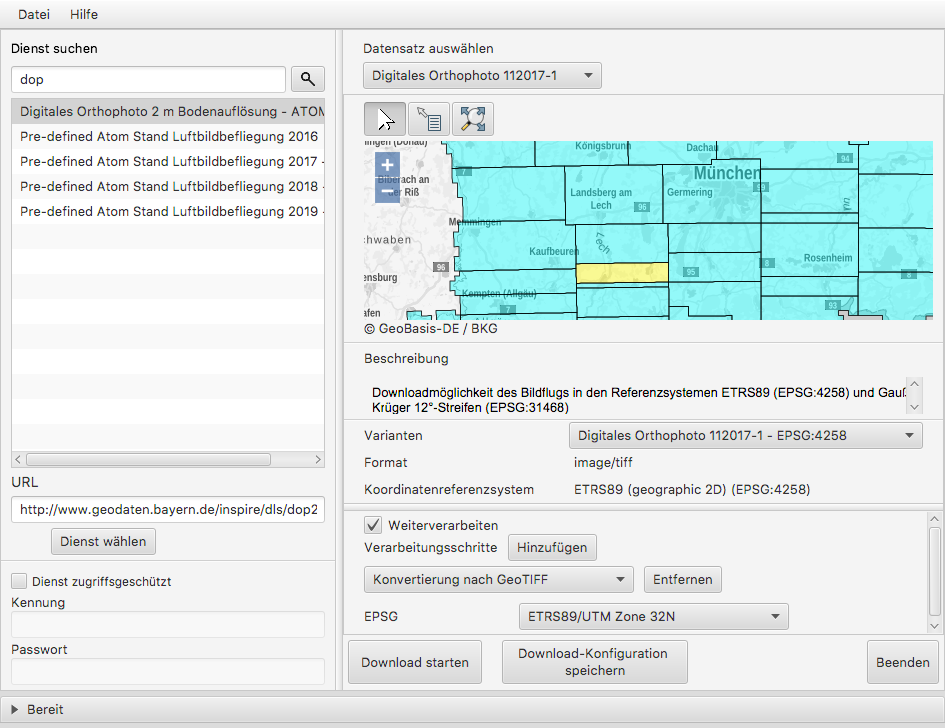 Datei Hilfe
Dienst suchen
dop
Digitales Orthophoto 2 m Bodenauflösung - ATOM
Pre-defined Atom Stand Luftbildbefliegung 2016
Pre-defined Atom Stand Luftbildbefliegung 2017 -
Pre-defined Atom Stand Luftbildbefliegung 2018 -
Pre-defined Atom Stand Luftbildbefliegung 2019 -
URL
http://www.geodaten.bayern.de/inspire/dls/dop2
Dienst wählen
Dienst zugriffsgeschützt
Kennung
Passwort
Datensatz auswählen
Digitales Orthophoto 112017-1
+
−
ingen (Donau)
Königsbrunn
Dachau
94
7
München
Biberach an
der Riß
Landsberg am
Lech
96
Germering
99
Inn
Memmingen
chwaben
Lech
Kaufbeuren
Rosenheim
96
95
8
ensburg
Kempten (Allgäu)
7
93
afen
© GeoBasis-DE / BKG
Beschreibung
Downloadmöglichkeit des Bildflugs in den Referenzsystemen ETRS89 (EPSG:4258) und Gauß
Krüger 12°-Streifen (EPSG:31468)
Varianten Digitales Orthophoto 112017-1 - EPSG:4258
Format image/tiff
Koordinatenreferenzsystem ETRS89 (geographic 2D) (EPSG:4258)
Weiterverarbeiten
Verarbeitungsschritte Hinzufügen
Konvertierung nach GeoTIFF Entfernen
EPSG ETRS89/UTM Zone 32N
Download starten
Download-Konfiguration
speichern
Beenden
Bereit